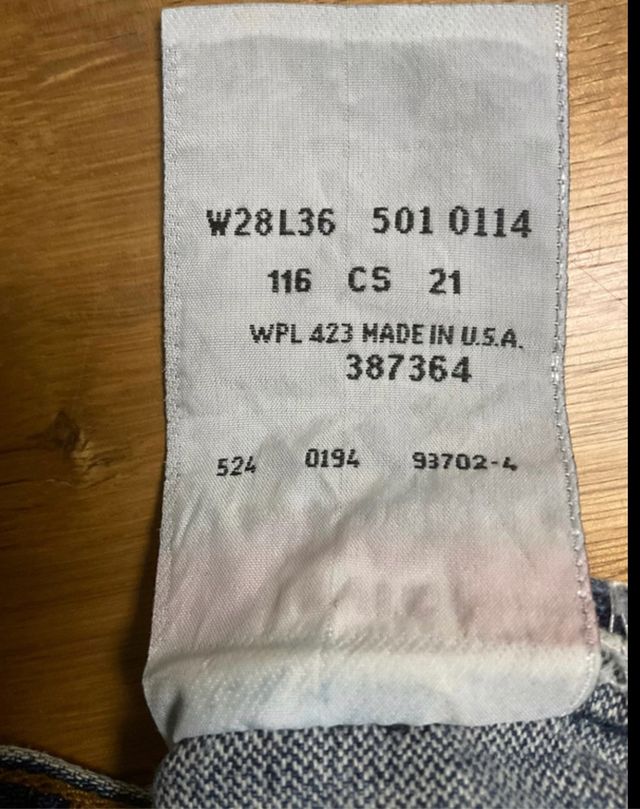 W28L36 501 0114
116 CS 21
WPL 423 MADE IN U.S.A.
387364
524 0194 93702-4